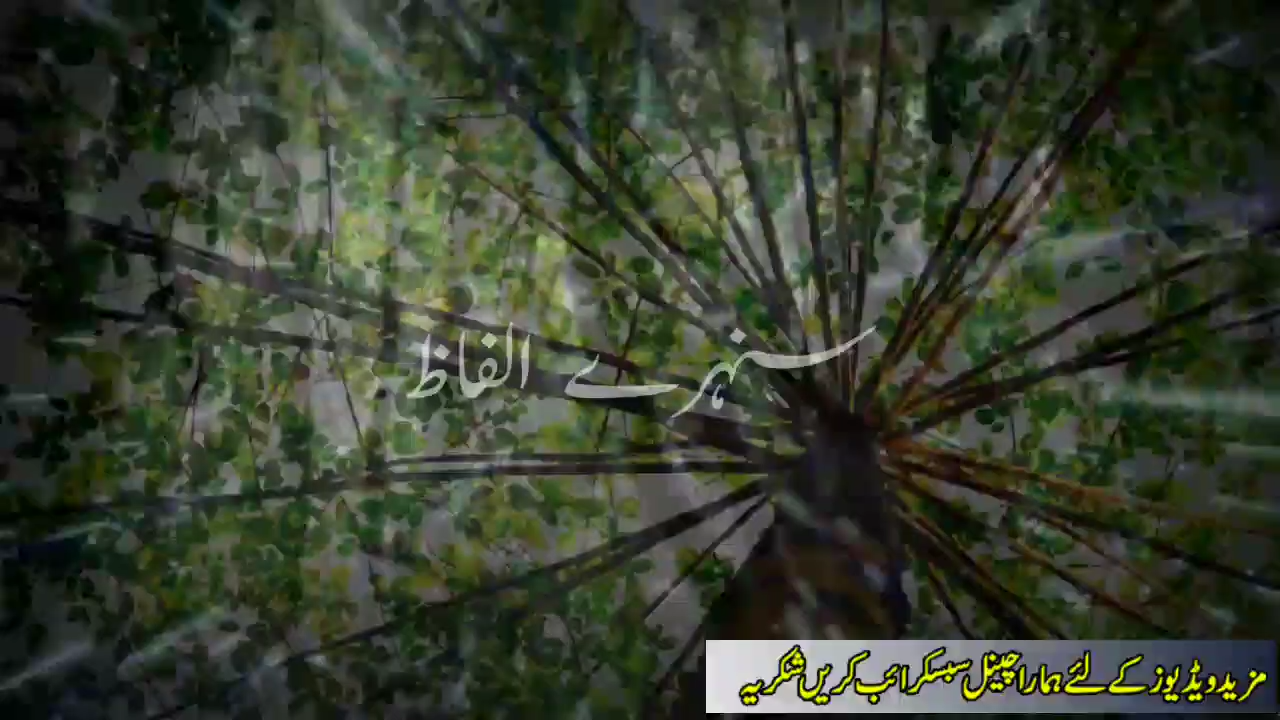 سنہرے الفاظ
مزید ویڈیوز کے لئے ہمارا چینل سبسکرائب کریں شکریہ